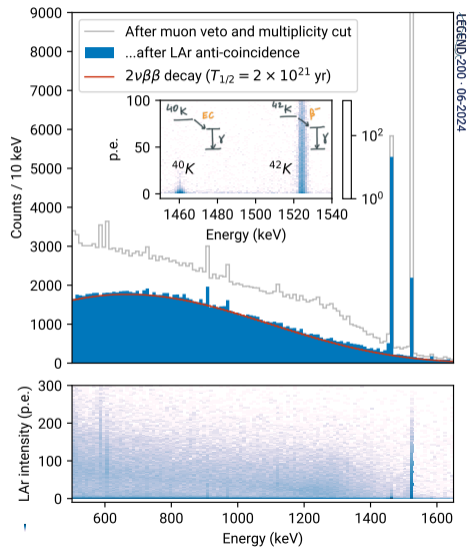 9000
8000
7000
6000
5000
4000
3000
2000
1000
0
Counts / 10 keV
After muon veto and multiplicity cut
...after LAr anti-coincidence
2νββ decay (T₁/₂ = 2 × 10²¹ yr)
LEGEND-200 · 06-2024
100
50
0
p.e.
⁴⁰K EC γ
⁴²K β⁻ γ
⁴⁰K
⁴²K
10²
10⁰
1460 1480 1500 1520 1540
Energy (keV)
300
200
100
0
LAr intensity (p.e.)
600 800 1000 1200 1400 1600
Energy (keV)